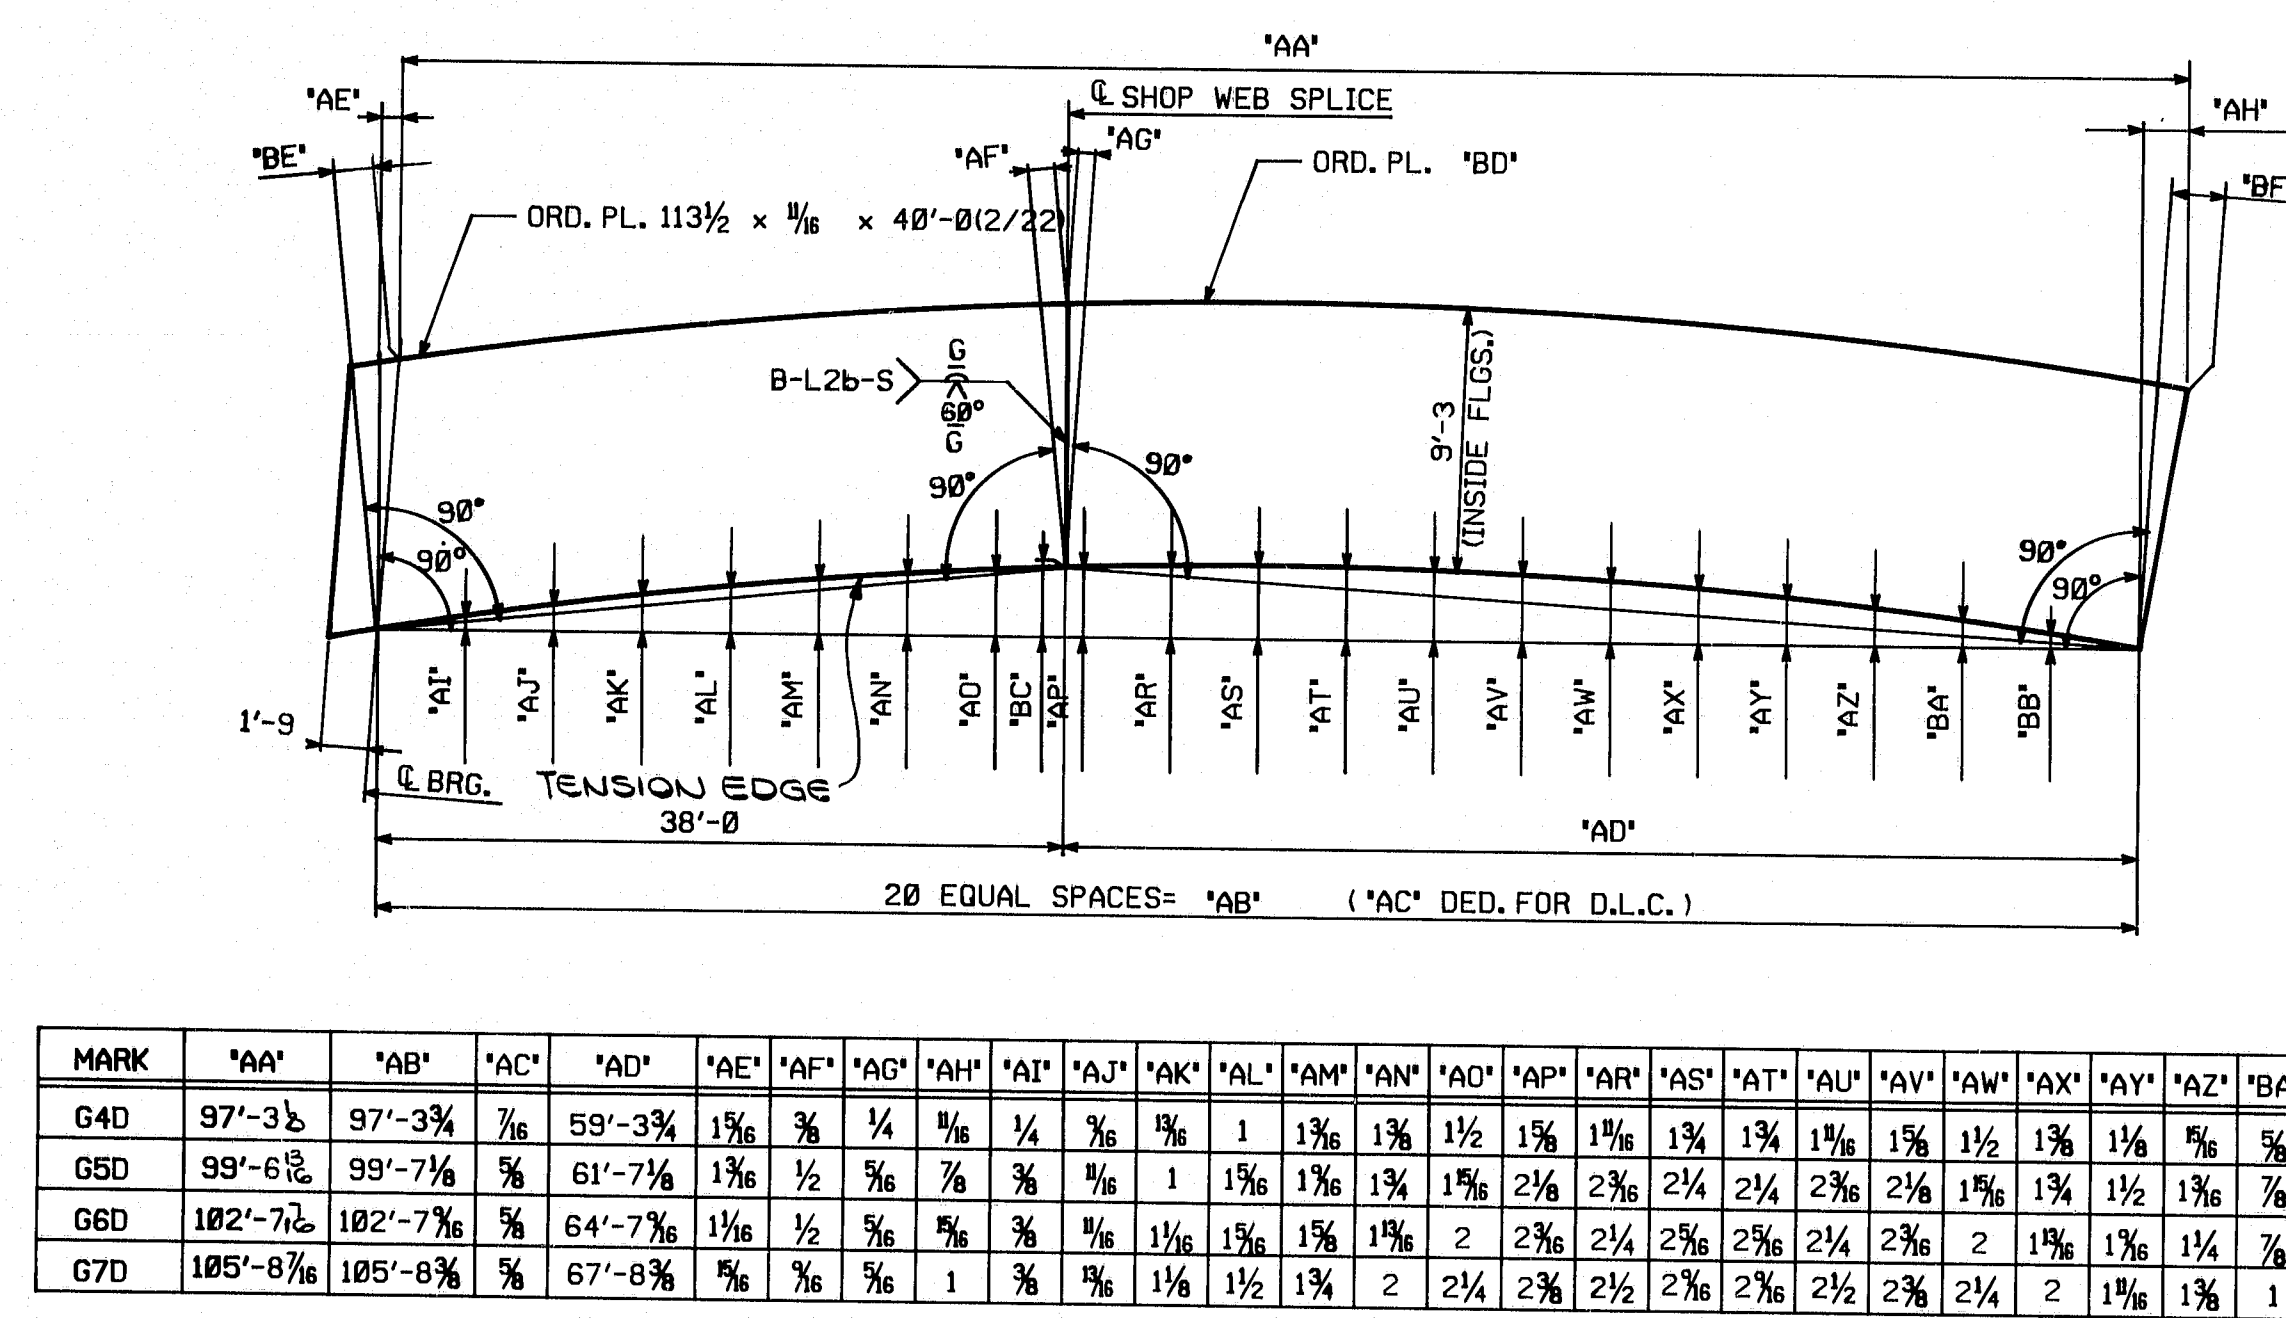 "AA"
"AE"
℄ SHOP WEB SPLICE
"AH"
"BE"
"AF"
"AG"
ORD. PL. "BD"
"BF
ORD. PL. 113½ x 11/16 x 40'-0(2/22)
G
B-L2b-S
60°
G
9'-3
(INSIDE FLGS.)
90°
90°
90°
90°
90°
90°
"AI"
"AJ"
"AK"
"AL"
"AM"
"AN"
"AO"
"BC"
"AP"
"AR"
"AS"
"AT"
"AU"
"AV"
"AW"
"AX"
"AY"
"AZ"
"BA"
"BB"
1'-9
℄ BRG.
TENSION EDGE
38'-0
"AD"
20 EQUAL SPACES= "AB" ("AC" DED. FOR D.L.C.)
MARK "AA" "AB" "AC" "AD" "AE" "AF" "AG" "AH" "AI" "AJ" "AK" "AL" "AM" "AN" "AO" "AP" "AR" "AS" "AT" "AU" "AV" "AW" "AX" "AY" "AZ" "BA
G4D 97'-3⅛ 97'-3¾ 7/16 59'-3¾ 1 5/16 ⅜ ¼ 11/16 ¼ 9/16 13/16 1 1 3/16 1⅜ 1½ 1⅝ 1 11/16 1¾ 1¾ 1 11/16 1⅝ 1½ 1⅜ 1⅛ 15/16 ⅝
G5D 99'-6 13/16 99'-7⅛ ⅝ 61'-7⅛ 1 3/16 ½ 5/16 ⅞ ⅜ 11/16 1 1 5/16 1 9/16 1¾ 1 15/16 2⅛ 2 3/16 2¼ 2¼ 2 3/16 2⅛ 1 15/16 1¾ 1½ 1 3/16 ⅞
G6D 102'-7 7/16 102'-7 9/16 ⅝ 64'-7 9/16 1 1/16 ½ 5/16 15/16 ⅜ 11/16 1 1/16 1 5/16 1⅝ 1 13/16 2 2 3/16 2¼ 2 5/16 2 5/16 2¼ 2 3/16 2 1 13/16 1 9/16 1¼ ⅞
G7D 105'-8 7/16 105'-8⅜ ⅝ 67'-8⅜ 15/16 9/16 5/16 1 ⅜ 13/16 1⅛ 1½ 1¾ 2 2¼ 2⅜ 2½ 2 9/16 2 9/16 2½ 2⅜ 2¼ 2 1 11/16 1⅜ 1